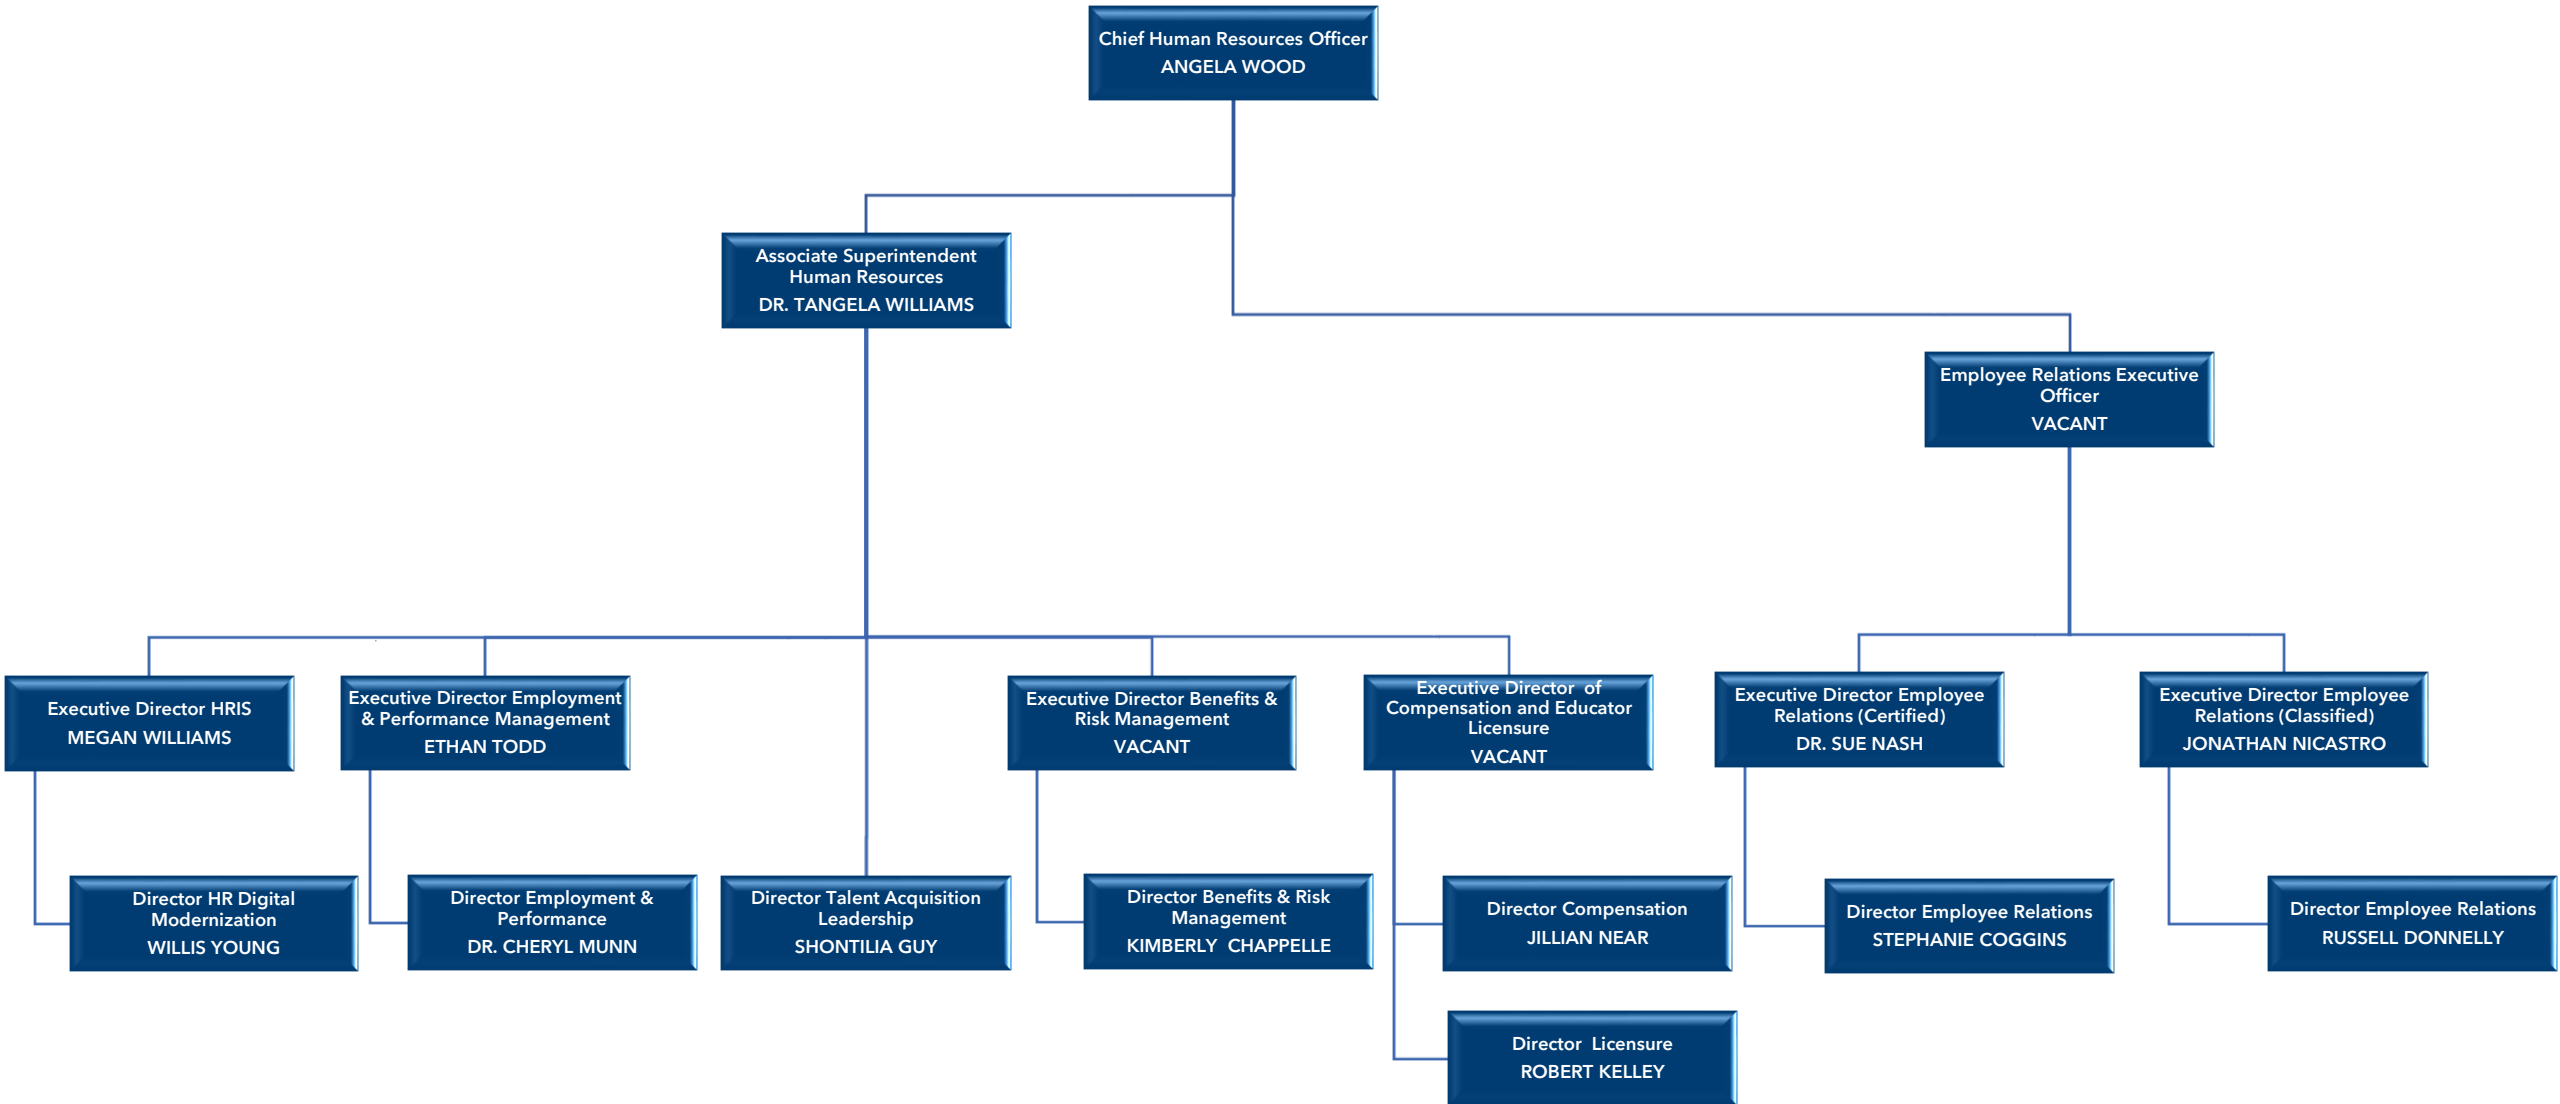 Chief Human Resources Officer
ANGELA WOOD
Associate Superintendent
Human Resources
DR. TANGELA WILLIAMS
Employee Relations Executive
Officer
VACANT
Executive Director HRIS
MEGAN WILLIAMS
Executive Director Employment
& Performance Management
ETHAN TODD
Executive Director Benefits &
Risk Management
VACANT
Executive Director  of
Compensation and Educator
Licensure
VACANT
Executive Director Employee
Relations (Certified)
DR. SUE NASH
Executive Director Employee
Relations (Classified)
JONATHAN NICASTRO
Director HR Digital
Modernization
WILLIS YOUNG
Director Employment &
Performance
DR. CHERYL MUNN
Director Talent Acquisition
Leadership
SHONTILIA GUY
Director Benefits & Risk
Management
KIMBERLY  CHAPPELLE
Director Compensation
JILLIAN NEAR
Director Employee Relations
STEPHANIE COGGINS
Director Employee Relations
RUSSELL DONNELLY
Director  Licensure
ROBERT KELLEY